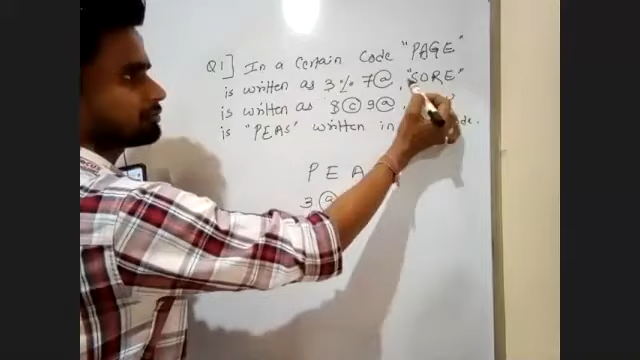 Q1] In a Certain Code "PAGE"
is written as 3 % 7 @, "SORE"
is written as 8 © 9 @,
is "PEAS" written in
P E A
3 @